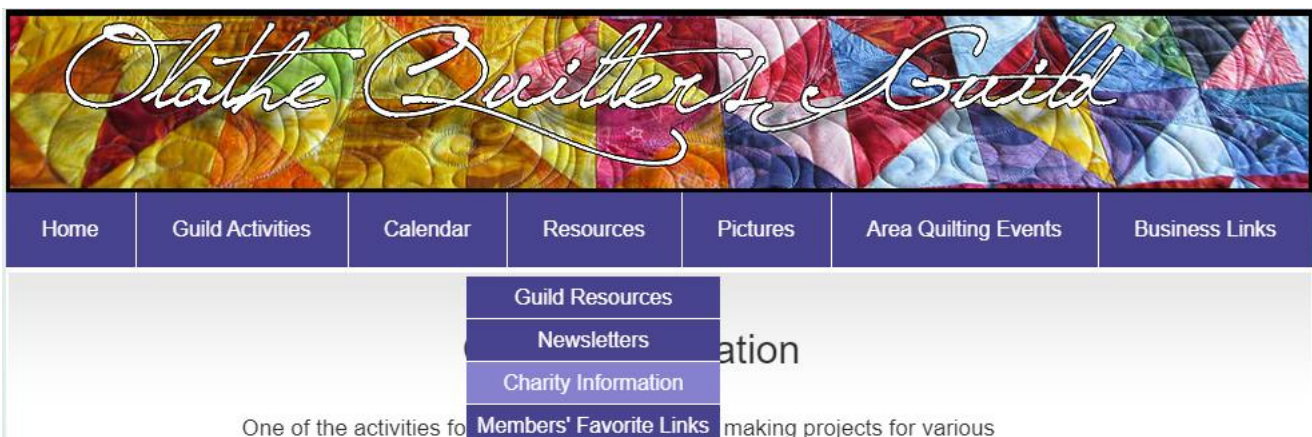 Olathe Quilter's Guild
Home Guild Activities Calendar Resources Pictures Area Quilting Events Business Links
Guild Resources
Newsletters
ation
Charity Information
One of the activities fo Members' Favorite Links making projects for various